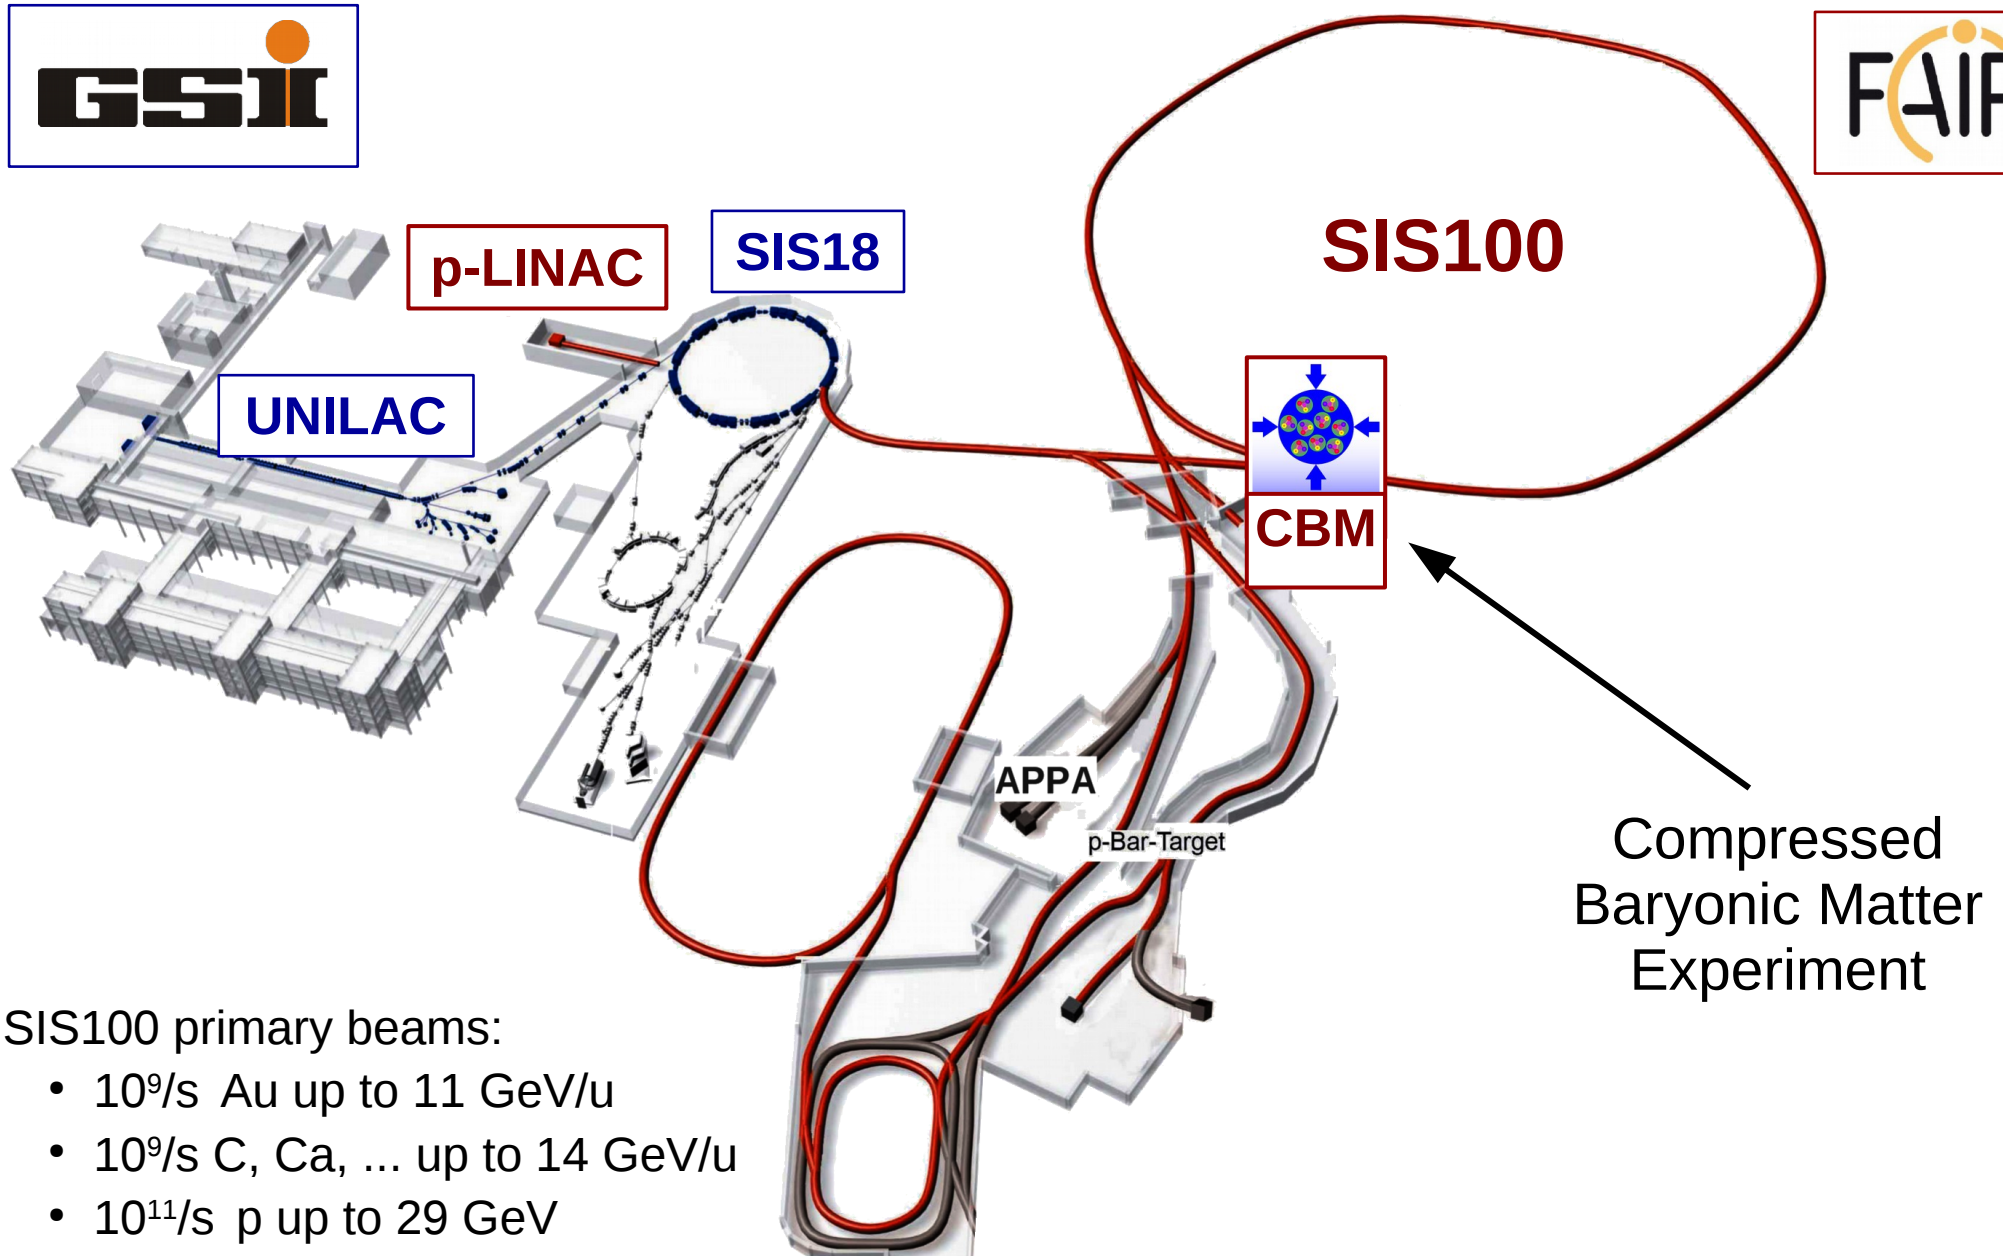 GSI
FAIR
p-LINAC
SIS18
SIS100
UNILAC
CBM
APPA
p-Bar-Target
Compressed
Baryonic Matter
Experiment
SIS100 primary beams:
• 10⁹/s Au up to 11 GeV/u
• 10⁹/s C, Ca, ... up to 14 GeV/u
• 10¹¹/s p up to 29 GeV